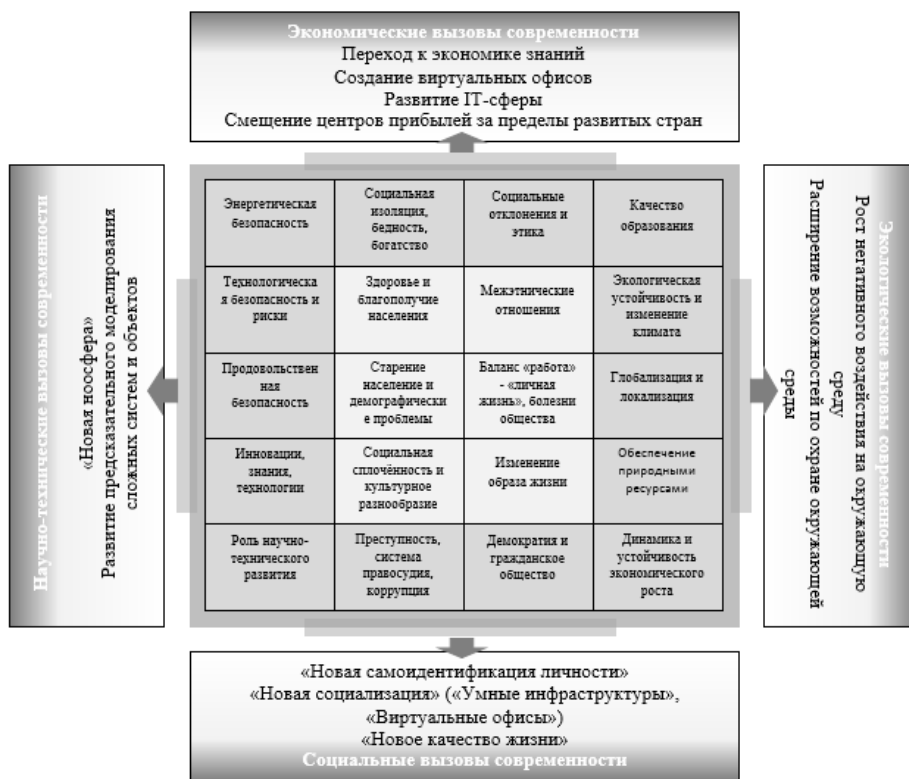 Экономические вызовы современности
Переход к экономике знаний
Создание виртуальных офисов
Развитие IT-сферы
Смещение центров прибылей за пределы развитых стран
Научно-технические вызовы современности
«Новая ноосфера»
Развитие предсказательного моделирования
сложных систем и объектов
Энергетическая
безопасность
Социальная
изоляция,
бедность,
богатство
Социальные
отклонения и
этика
Качество
образования
Технологическа
я безопасность и
риски
Здоровье и
благополучие
населения
Межэтнические
отношения
Экологическая
устойчивость и
изменение
климата
Продовольствен
ная
безопасность
Старение
население и
демографически
е проблемы
Баланс «работа»
- «личная
жизнь», болезни
общества
Глобализация и
локализация
Инновации,
знания,
технологии
Социальная
сплочённость и
культурное
разнообразие
Изменение
образа жизни
Обеспечение
природными
ресурсами
Роль научно-
технического
развития
Преступность,
система
правосудия,
коррупция
Демократия и
гражданское
общество
Динамика и
устойчивость
экономического
роста
Экологические вызовы современности
Рост негативного воздействия на окружающую
среду
Расширение возможностей по охране окружающей
среды
«Новая самоидентификация личности»
«Новая социализация» («Умные инфраструктуры»,
«Виртуальные офисы»)
«Новое качество жизни»
Социальные вызовы современности